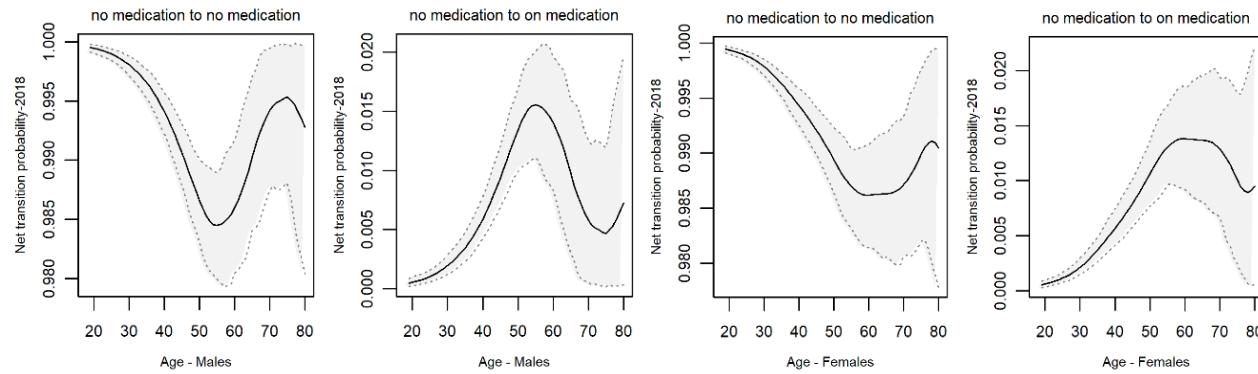 no medication to no medication
Net transition probability-2018
1.000
0.995
0.990
0.985
0.980
20 30 40 50 60 70 80
Age - Males
no medication to on medication
Net transition probability-2018
0.020
0.015
0.010
0.005
0.000
20 30 40 50 60 70 80
Age - Males
no medication to no medication
Net transition probability-2018
1.000
0.995
0.990
0.985
0.980
20 30 40 50 60 70 80
Age - Females
no medication to on medication
Net transition probability-2018
0.020
0.015
0.010
0.005
0.000
20 30 40 50 60 70 80
Age - Females